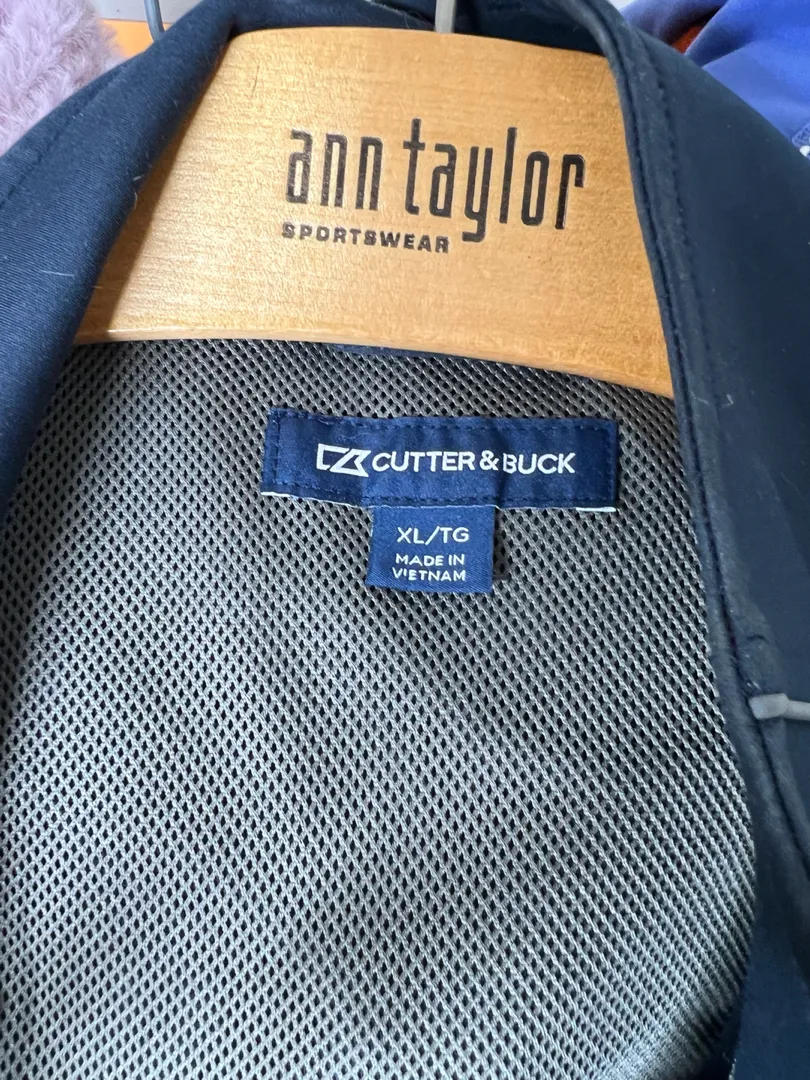 ann taylor
SPORTSWEAR
CUTTER & BUCK
XL/TG
MADE IN
VIETNAM